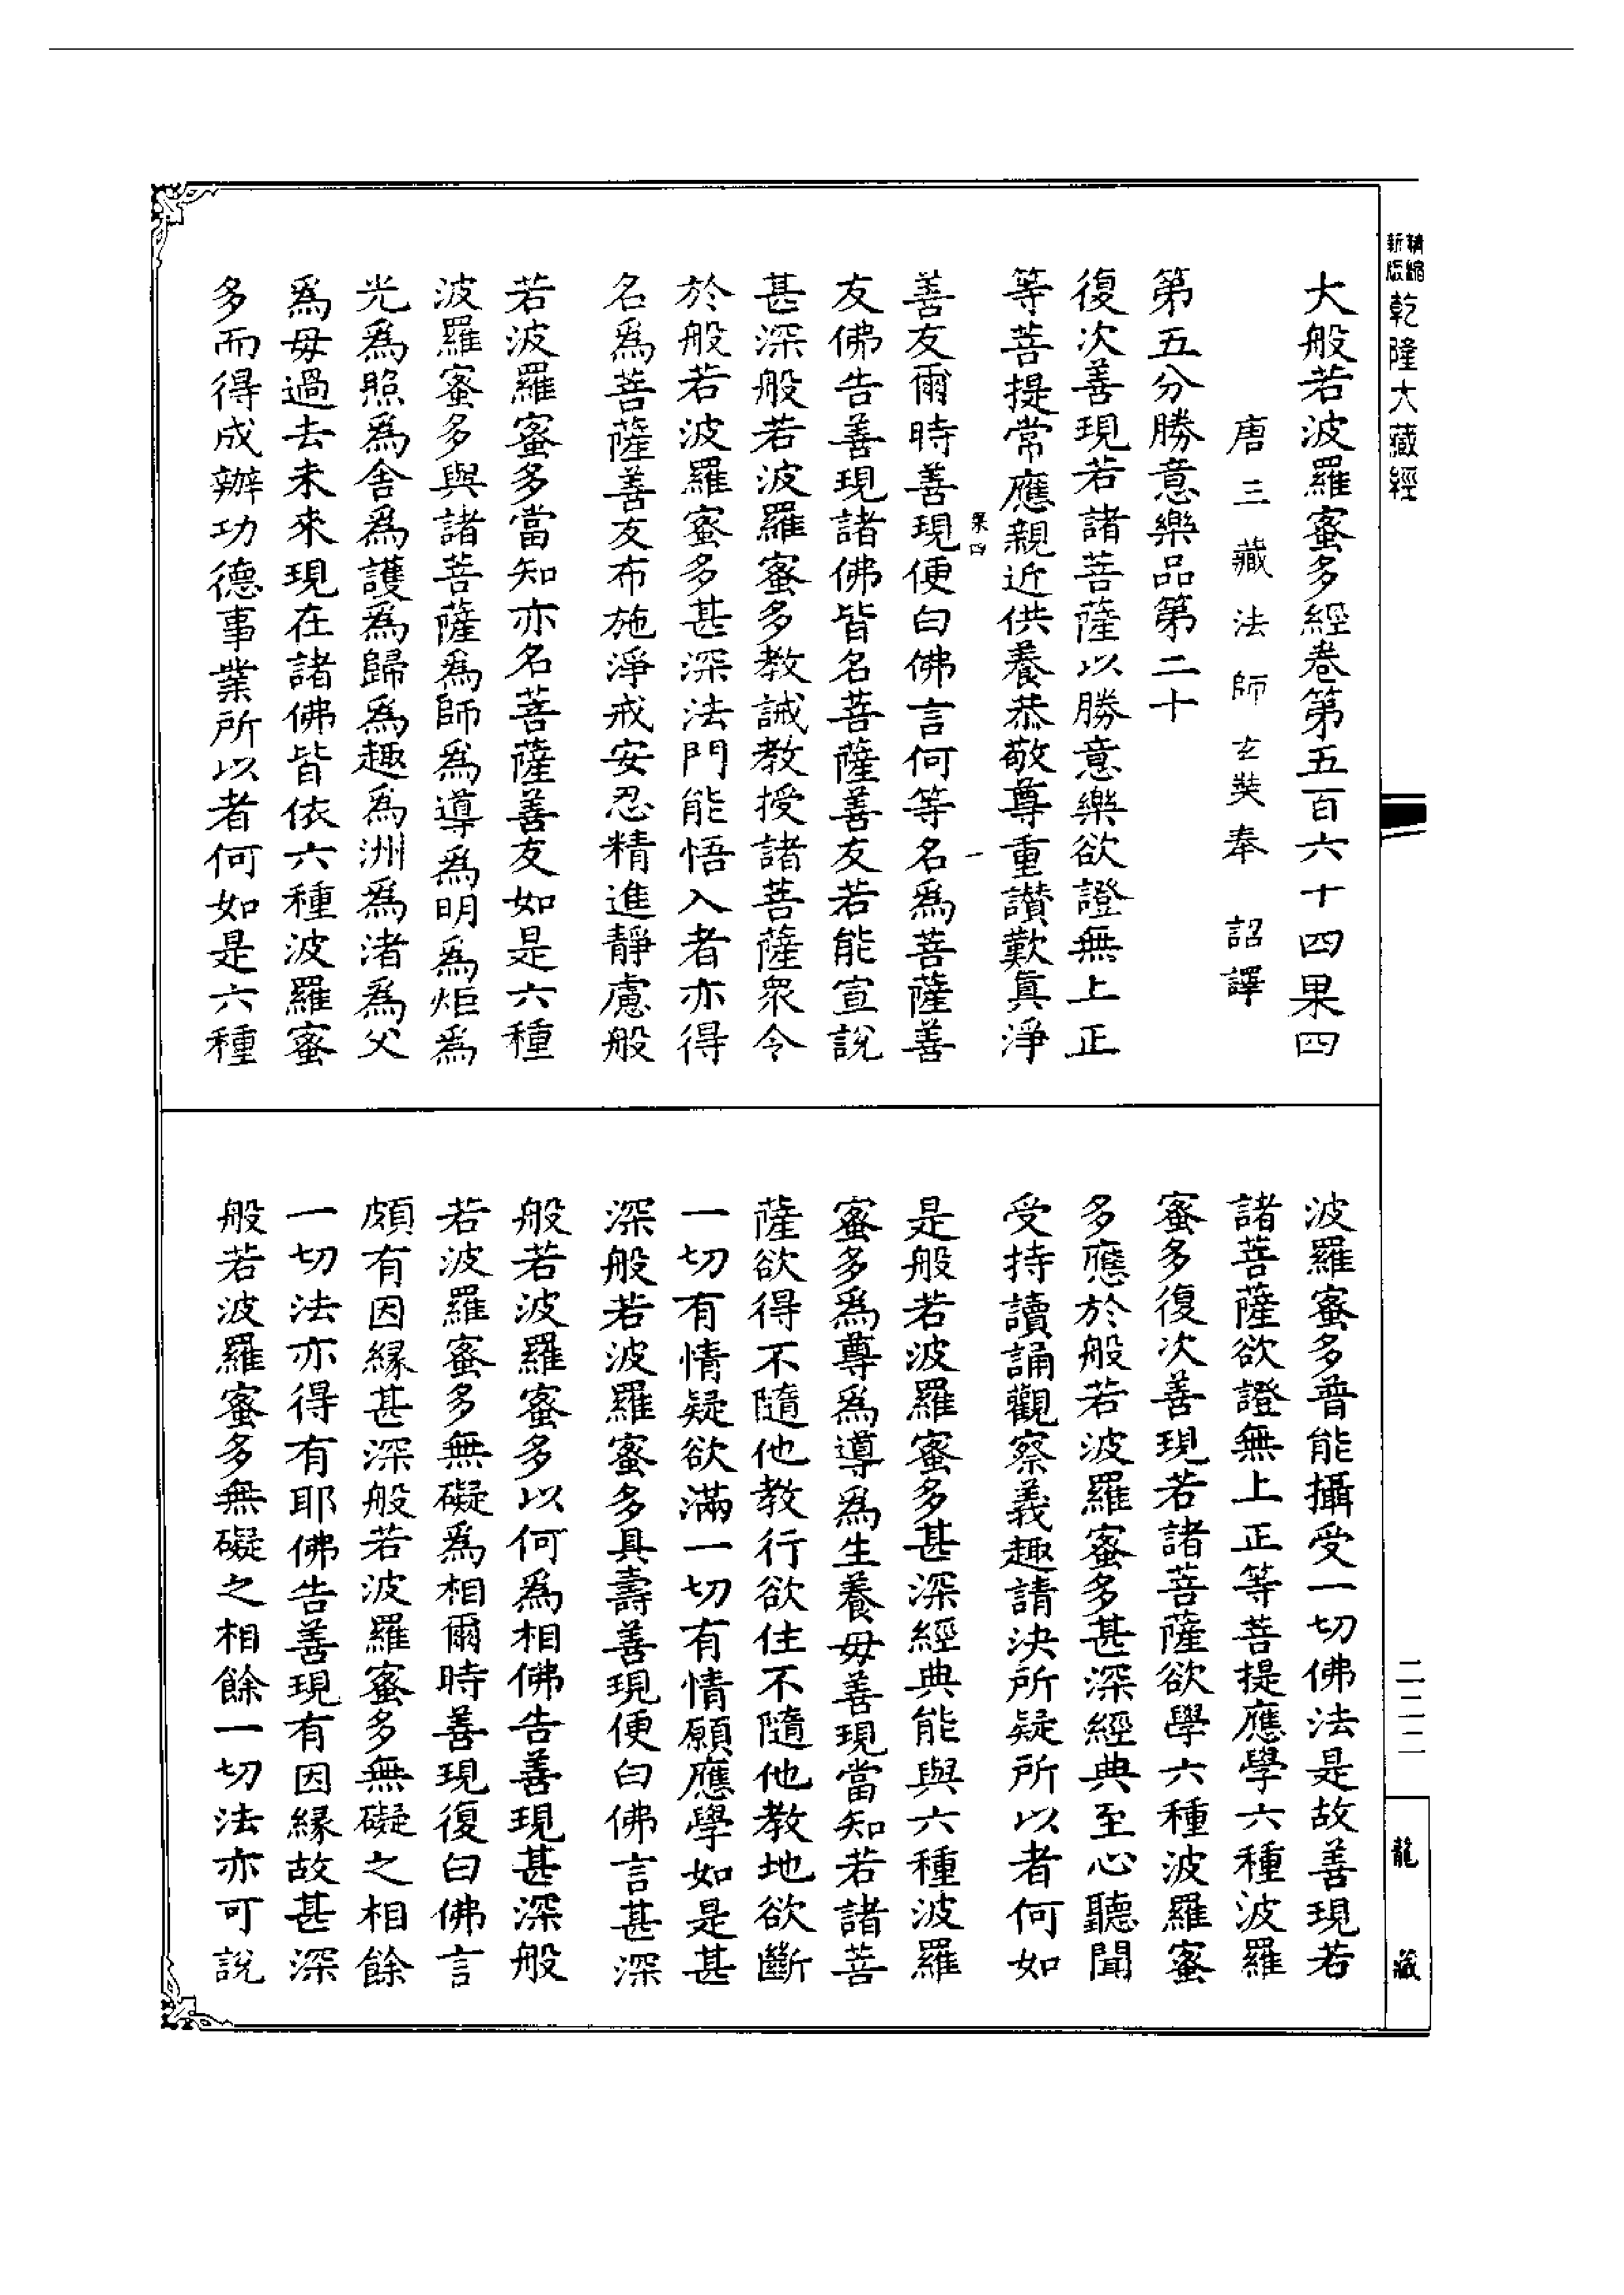 精縮新版乾隆大藏經
大般若波羅蜜多經卷第五百六十四果四
唐三藏法師玄奘奉　詔譯
第五分勝意樂品第二十
復次善現若諸菩薩以勝意樂欲證無上正
等菩提常應親近供養恭敬尊重讚歎真淨
果四　一
善友爾時善現便白佛言何等名爲菩薩善
友佛告善現諸佛皆名菩薩善友若能宣說
甚深般若波羅蜜多教誡教授諸菩薩衆令
於般若波羅蜜多甚深法門能悟入者亦得
名爲菩薩善友布施淨戒安忍精進靜慮般
若波羅蜜多當知亦名菩薩善友如是六種
波羅蜜多與諸菩薩爲師爲導爲明爲炬爲
光爲照爲舍爲護爲歸爲趣爲洲爲渚爲父
爲母過去未來現在諸佛皆依六種波羅蜜
多而得成辦功德事業所以者何如是六種
波羅蜜多普能攝受一切佛法是故善現若
諸菩薩欲證無上正等菩提應學六種波羅
蜜多復次善現若諸菩薩欲學六種波羅蜜
多應於般若波羅蜜多甚深經典至心聽聞
受持讀誦觀察義趣請決所疑所以者何如
是般若波羅蜜多甚深經典能與六種波羅
蜜多爲尊爲導爲生養母善現當知若諸菩
薩欲得不隨他教行欲住不隨他教地欲斷
一切有情疑欲滿一切有情願應學如是甚
深般若波羅蜜多具壽善現便白佛言甚深
般若波羅蜜多以何爲相佛告善現甚深般
若波羅蜜多無礙爲相爾時善現復白佛言
頗有因緣甚深般若波羅蜜多無礙之相餘
一切法亦得有耶佛告善現有因緣故甚深
般若波羅蜜多無礙之相餘一切法亦可說
二二二
龍藏